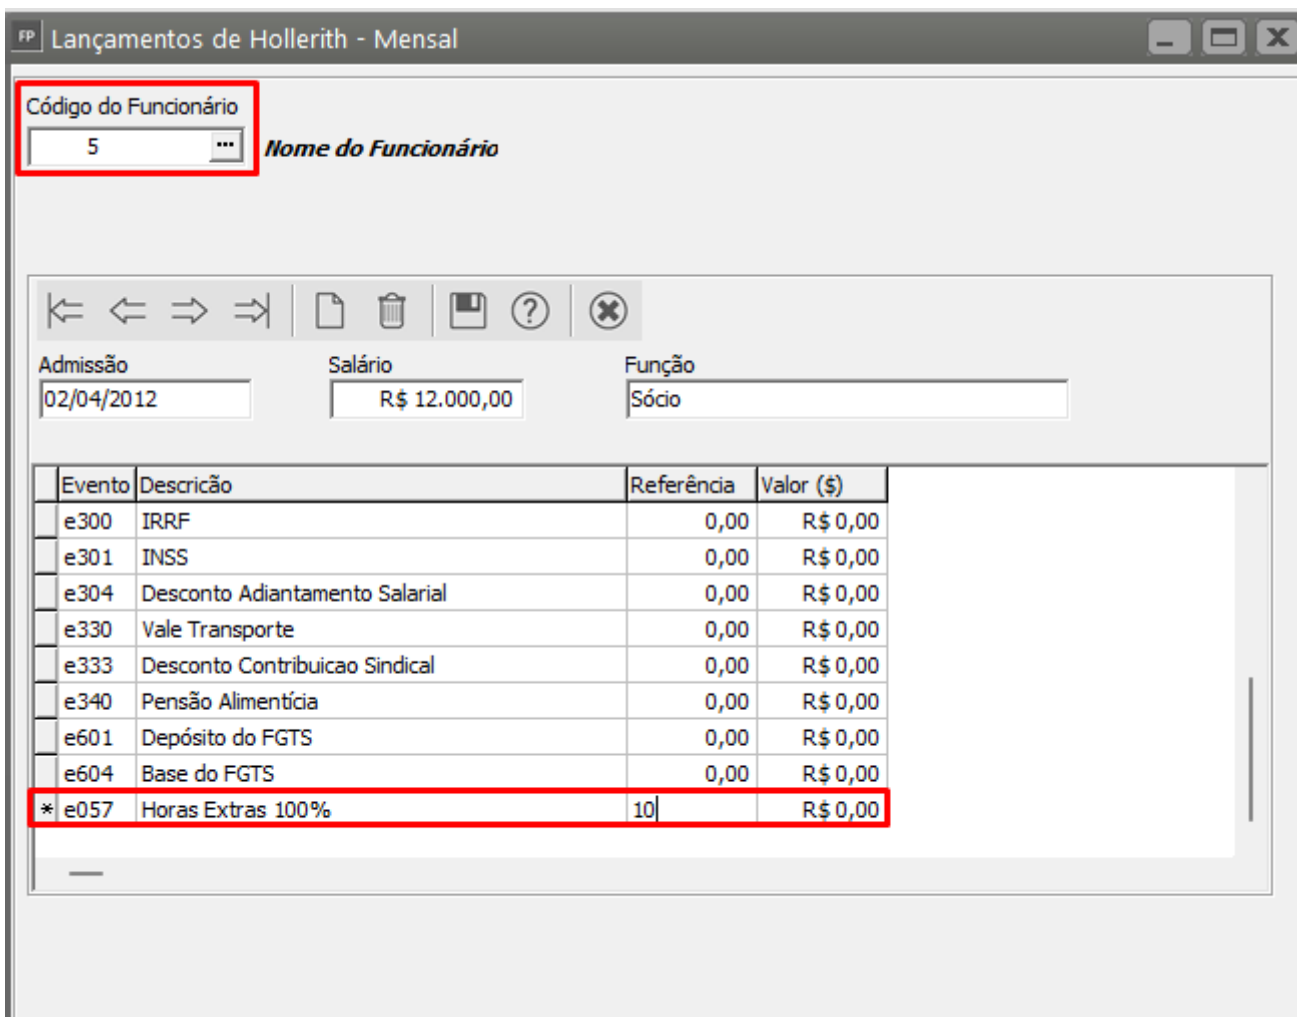 FP Lançamentos de Hollerith - Mensal
Código do Funcionário
5 ... Nome do Funcionário
Admissão Salário Função
02/04/2012 R$ 12.000,00 Sócio
Evento Descricão Referência Valor ($)
e300 IRRF 0,00 R$ 0,00
e301 INSS 0,00 R$ 0,00
e304 Desconto Adiantamento Salarial 0,00 R$ 0,00
e330 Vale Transporte 0,00 R$ 0,00
e333 Desconto Contribuicao Sindical 0,00 R$ 0,00
e340 Pensão Alimentícia 0,00 R$ 0,00
e601 Depósito do FGTS 0,00 R$ 0,00
e604 Base do FGTS 0,00 R$ 0,00
* e057 Horas Extras 100% 10 R$ 0,00